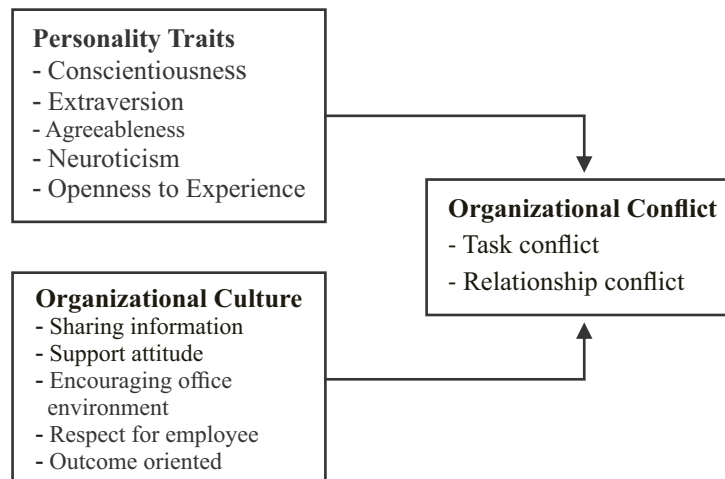 Personality Traits
- Conscientiousness
- Extraversion
- Agreeableness
- Neuroticism
- Openness to Experience
Organizational Conflict
- Task conflict
- Relationship conflict
Organizational Culture
- Sharing information
- Support attitude
- Encouraging office
environment
- Respect for employee
- Outcome oriented